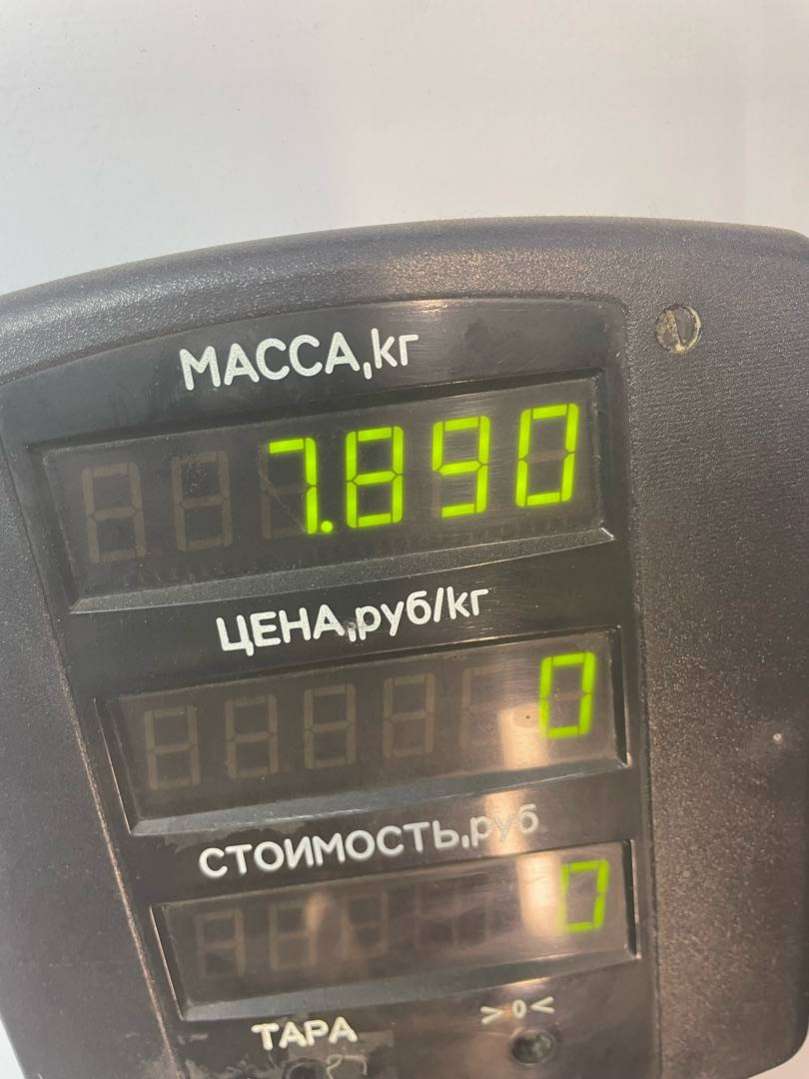 МАССА,кг
7.890
ЦЕНА,руб/кг
0
СТОИМОСТЬ,руб
0
ТАРА >0<